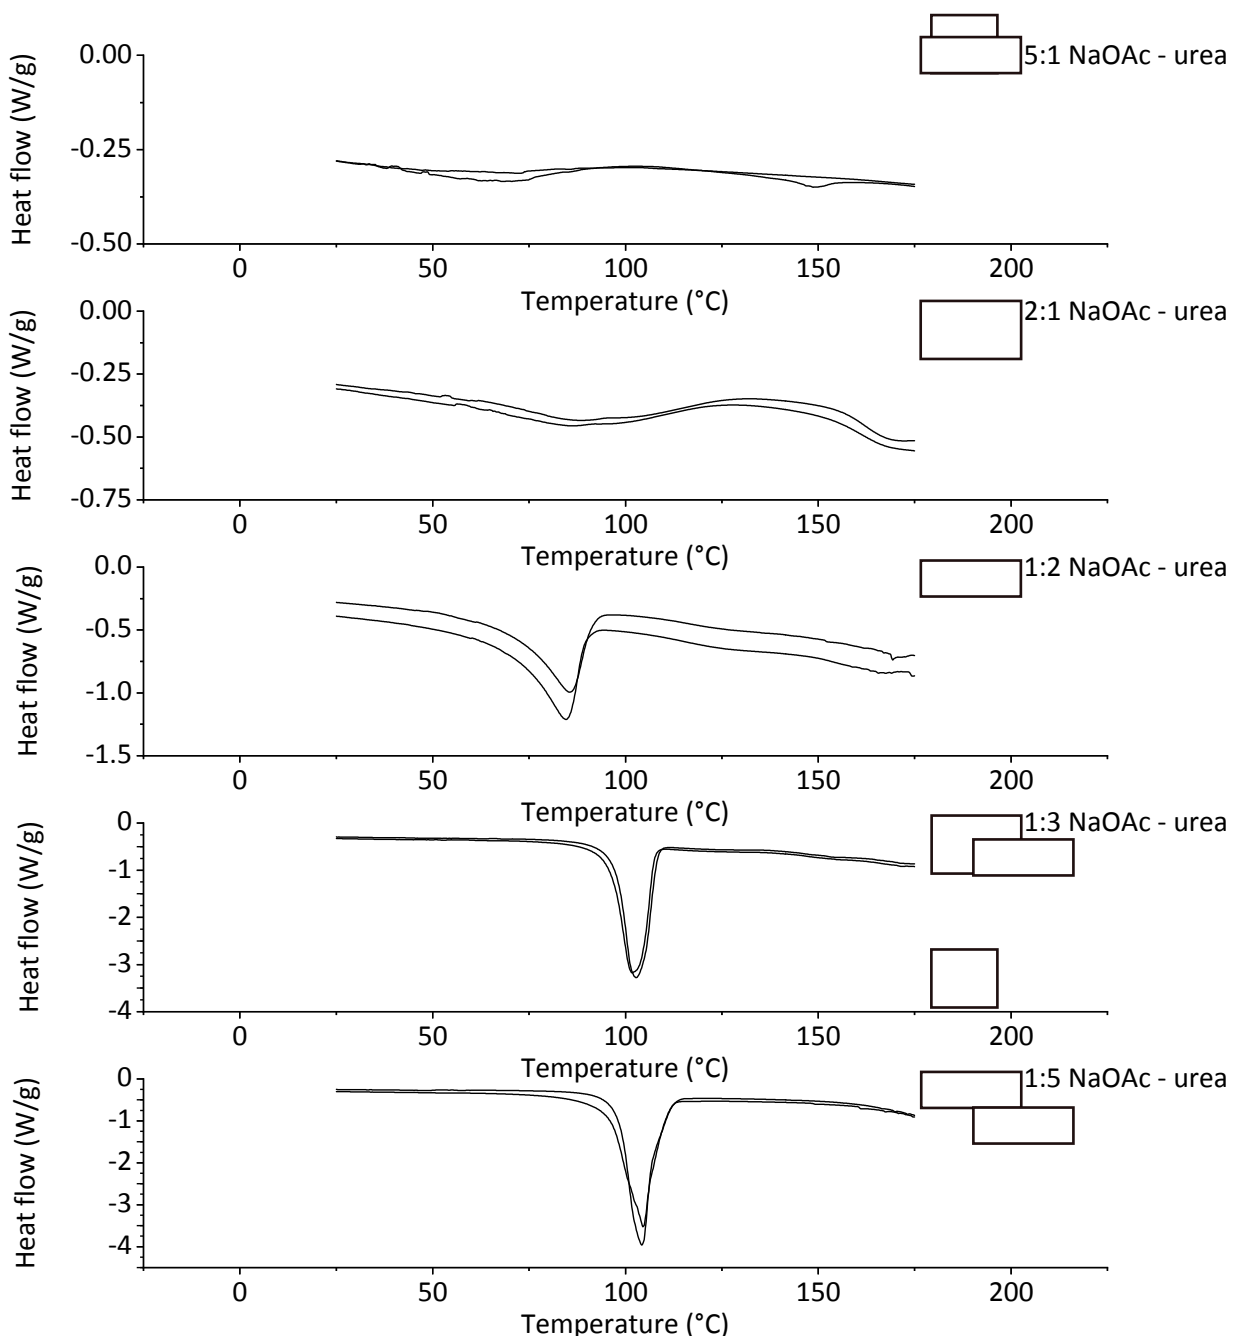 5:1 NaOAc - urea
Heat flow (W/g)
0.00
-0.25
-0.50
0 50 100 150 200
Temperature (°C)
2:1 NaOAc - urea
Heat flow (W/g)
0.00
-0.25
-0.50
-0.75
0 50 100 150 200
Temperature (°C)
1:2 NaOAc - urea
Heat flow (W/g)
0.0
-0.5
-1.0
-1.5
0 50 100 150 200
Temperature (°C)
1:3 NaOAc - urea
Heat flow (W/g)
0
-1
-2
-3
-4
0 50 100 150 200
Temperature (°C)
1:5 NaOAc - urea
Heat flow (W/g)
0
-1
-2
-3
-4
0 50 100 150 200
Temperature (°C)